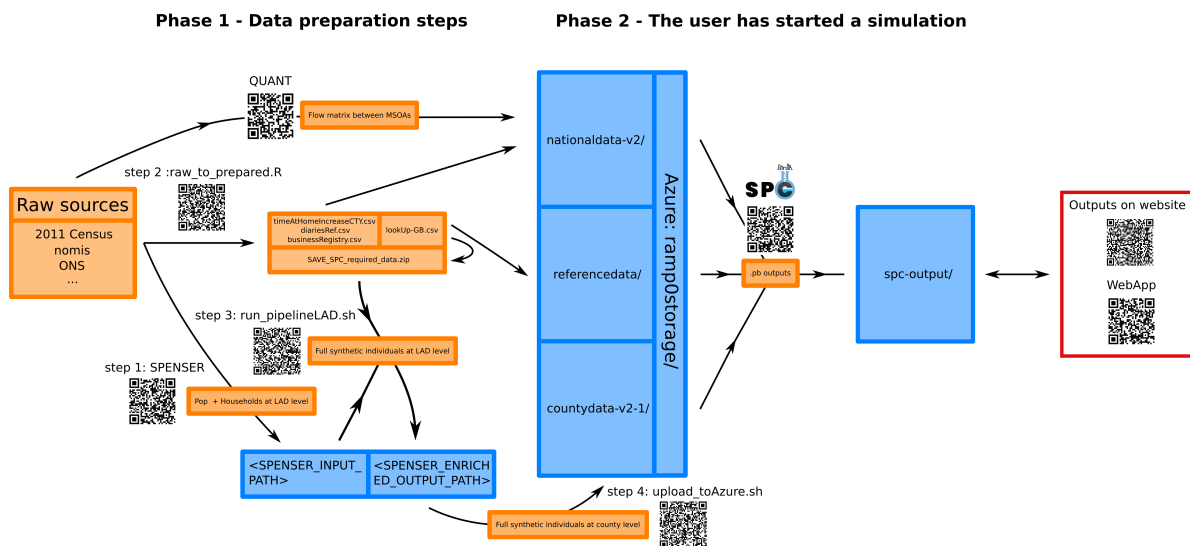 Phase 1 - Data preparation steps
Phase 2 - The user has started a simulation
QUANT
Flow matrix between MSOAs
step 2 :raw_to_prepared.R
Raw sources
2011 Census
nomis
ONS
...
timeAtHomeIncreaseCTY.csv
diariesRef.csv
businessRegistry.csv
lookUp-GB.csv
SAVE_SPC_required_data.zip
step 3: run_pipelineLAD.sh
Full synthetic individuals at LAD level
step 1: SPENSER
Pop + Households at LAD level
<SPENSER_INPUT_
PATH>
<SPENSER_ENRICH
ED_OUTPUT_PATH>
Full synthetic individuals at county level
step 4: upload_toAzure.sh
nationaldata-v2/
referencedata/
countydata-v2-1/
Azure: ramp0storage/
SPC
.pb outputs
spc-output/
Outputs on website
WebApp